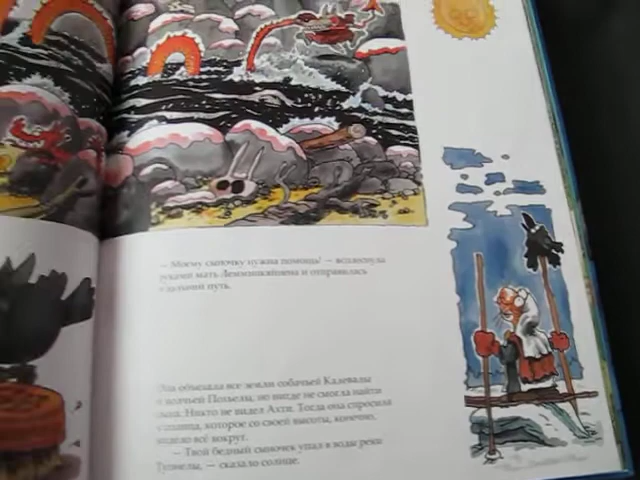 — Моему сыночку нужна помощь! — всплеснула
руками мать Лемминкяйнена и отправилась
в дальний путь.
Она объехала все земли собачьей Калевалы
и волчьей Похъелы, но нигде не смогла найти
сына. Никто не видел Ахти. Тогда она спросила
у солнца, которое со своей высоты, конечно,
видело всё вокруг.
— Твой бедный сыночек упал в воды реки
Туонелы, — сказало солнце.